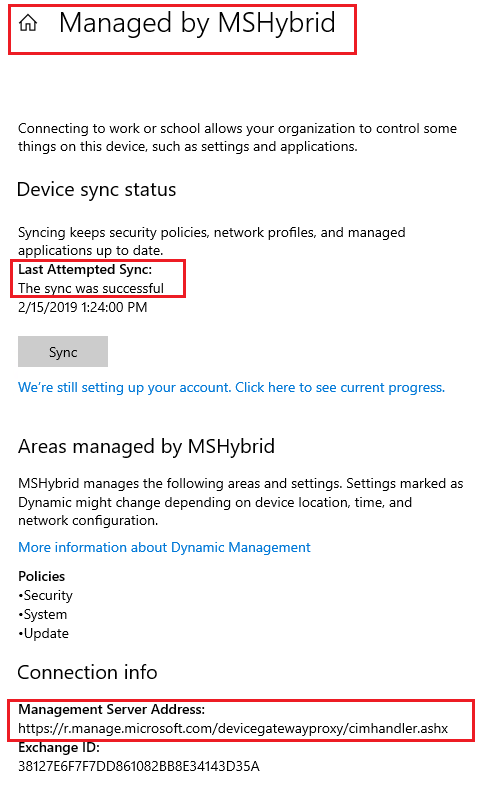 Managed by MSHybrid
Connecting to work or school allows your organization to control some
things on this device, such as settings and applications.
Device sync status
Syncing keeps security policies, network profiles, and managed
applications up to date.
Last Attempted Sync:
The sync was successful
2/15/2019 1:24:00 PM
Sync
We're still setting up your account. Click here to see current progress.
Areas managed by MSHybrid
MSHybrid manages the following areas and settings. Settings marked as
Dynamic might change depending on device location, time, and
network configuration.
More information about Dynamic Management
Policies
•Security
•System
•Update
Connection info
Management Server Address:
https://r.manage.microsoft.com/devicegatewayproxy/cimhandler.ashx
Exchange ID:
38127E6F7F7DD861082BB8E34143D35A